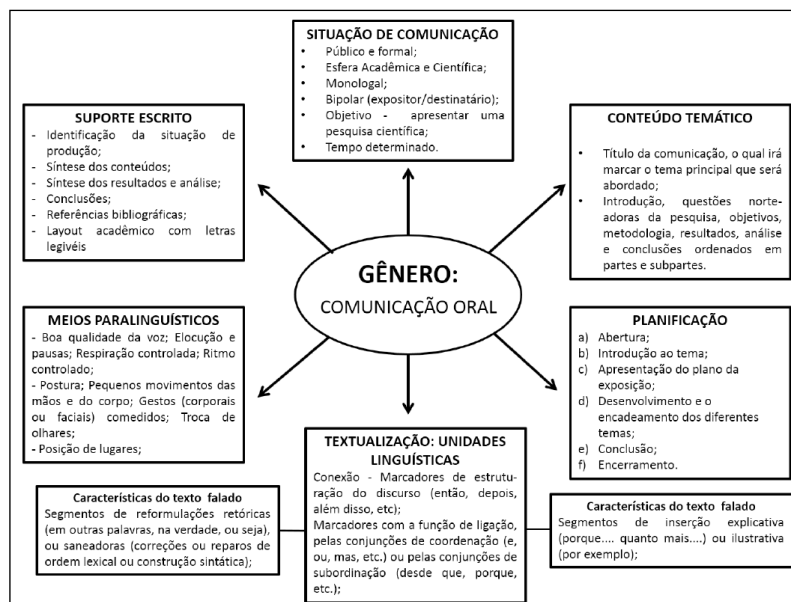 SITUAÇÃO DE COMUNICAÇÃO
• Público e formal;
• Esfera Acadêmica e Científica;
• Monologal;
• Bipolar (expositor/destinatário);
• Objetivo - apresentar uma
pesquisa científica;
• Tempo determinado.
SUPORTE ESCRITO
- Identificação da situação de
produção;
- Síntese dos conteúdos;
- Síntese dos resultados e análise;
- Conclusões;
- Referências bibliográficas;
- Layout acadêmico com letras
legivéis
CONTEÚDO TEMÁTICO
• Título da comunicação, o qual irá
marcar o tema principal que será
abordado;
• Introdução, questões norte-
adoras da pesquisa, objetivos,
metodologia, resultados, análise
e conclusões ordenados em
partes e subpartes.
GÊNERO:
COMUNICAÇÃO ORAL
MEIOS PARALINGUÍSTICOS
- Boa qualidade da voz; Elocução e
pausas; Respiração controlada; Ritmo
controlado;
- Postura; Pequenos movimentos das
mãos e do corpo; Gestos (corporais
ou faciais) comedidos; Troca de
olhares;
- Posição de lugares;
PLANIFICAÇÃO
a) Abertura;
b) Introdução ao tema;
c) Apresentação do plano da
exposição;
d) Desenvolvimento e o
encadeamento dos diferentes
temas;
e) Conclusão;
f) Encerramento.
TEXTUALIZAÇÃO: UNIDADES
LINGUÍSTICAS
Conexão - Marcadores de estrutu-
ração do discurso (então, depois,
além disso, etc);
Marcadores com a função de ligação,
pelas conjunções de coordenação (e,
ou, mas, etc.) ou pelas conjunções de
subordinação (desde que, porque,
etc.);
Características do texto falado
Segmentos de reformulações retóricas
(em outras palavras, na verdade, ou seja),
ou saneadoras (correções ou reparos de
ordem lexical ou construção sintática);
Características do texto falado
Segmentos de inserção explicativa
(porque.... quanto mais....) ou ilustrativa
(por exemplo);